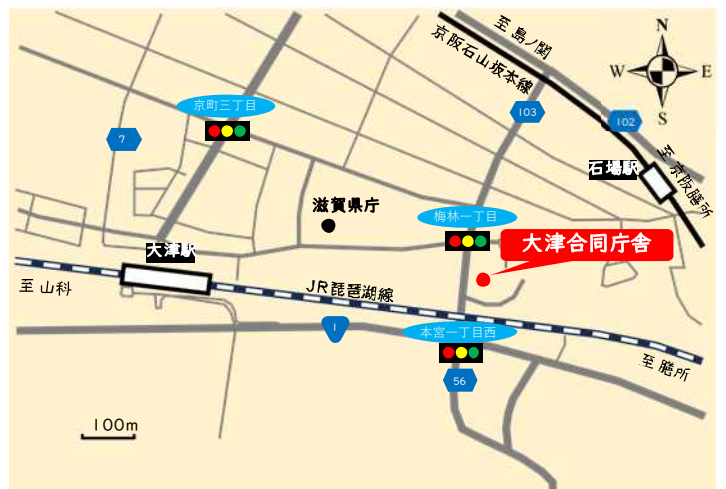 至 島ノ関
京阪石山坂本線
N
W
E
S
京町三丁目
7
103
102
石場駅
至 京阪膳所
滋賀県庁
梅林一丁目
大津合同庁舎
大津駅
至 山科
JR琵琶湖線
1
本宮一丁目西
至 膳所
56
100m